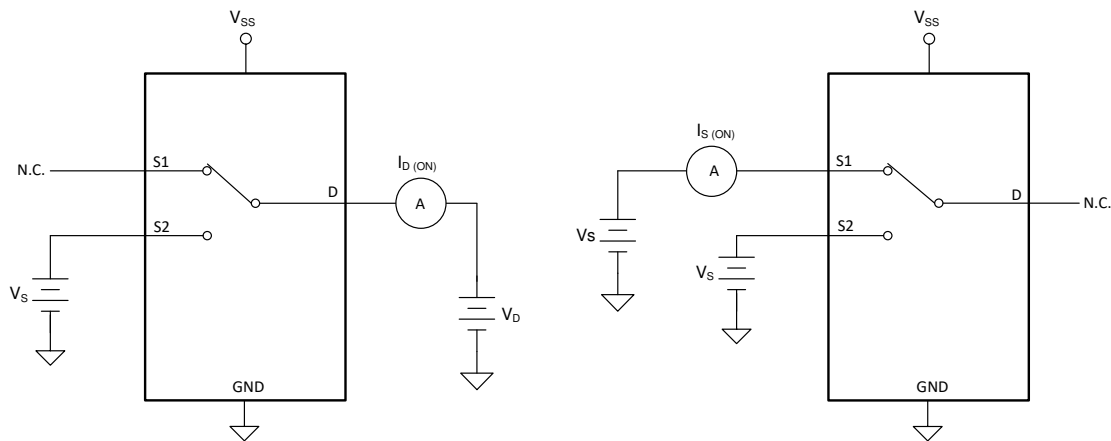 VSS
N.C.
S1
S2
D
ID (ON)
A
VS
VD
GND
VSS
IS (ON)
A
S1
S2
D
N.C.
Vs
VS
GND